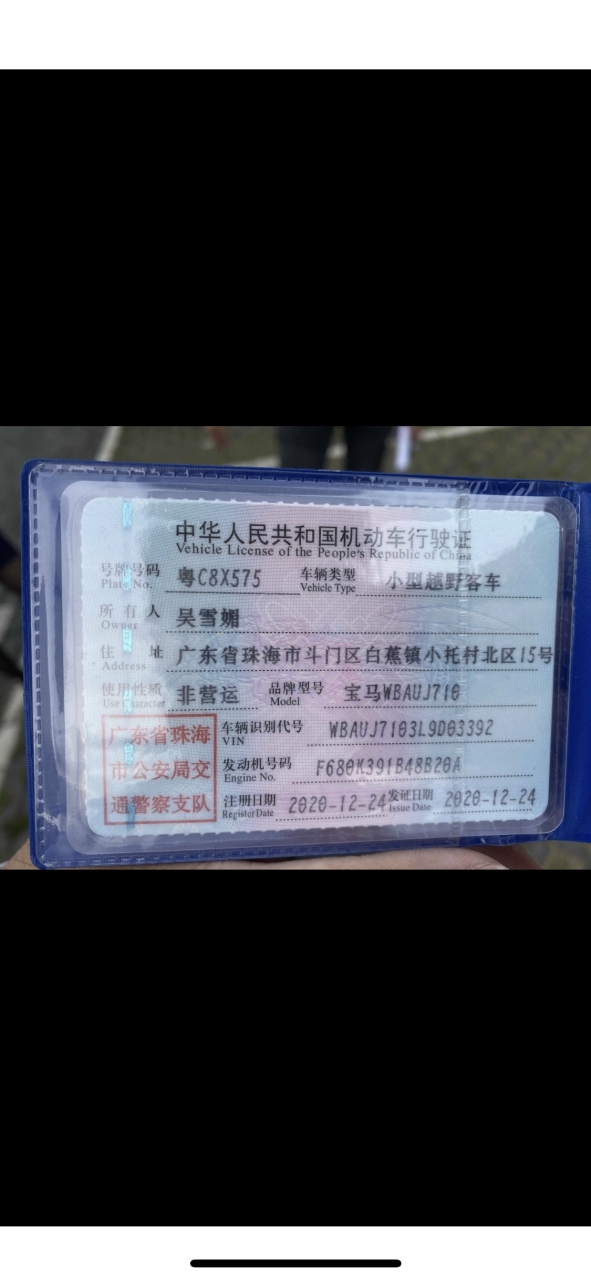 中华人民共和国机动车行驶证
Vehicle License of the People's Republic of China
号牌号码 粤C8X575 车辆类型 小型越野客车
Plate No. Vehicle Type
所有人 吴雪媚
Owner
住址 广东省珠海市斗门区白蕉镇小托村北区15号
Address
使用性质 非营运 品牌型号 宝马WBAUJ710
Use Character Model
广东省珠海 车辆识别代号 WBAUJ7103L9D03392
VIN
市公安局交 发动机号码 F680K391B48B20A
Engine No.
通警察支队 注册日期 2020-12-24 发证日期 2020-12-24
Register Date Issue Date